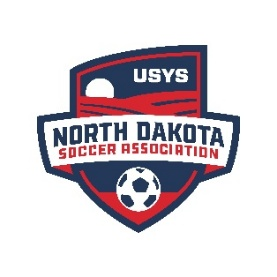 USYS
NORTH DAKOTA
SOCCER ASSOCIATION